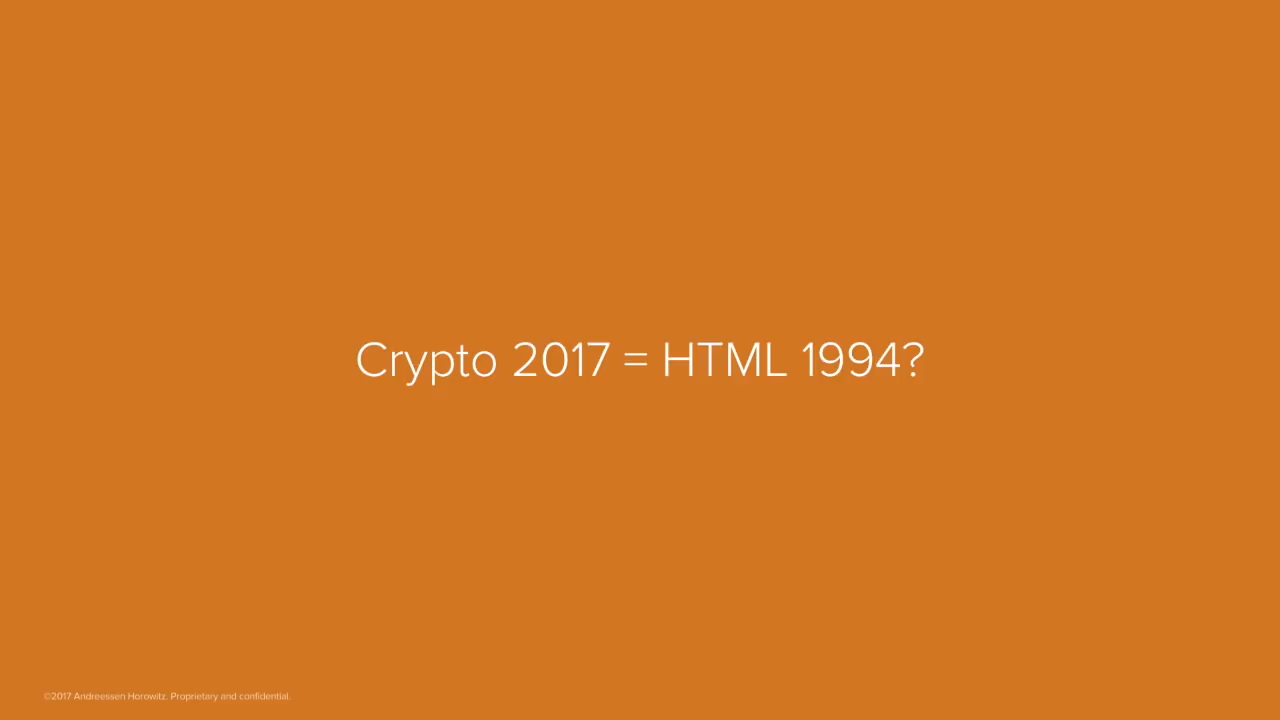 Crypto 2017 = HTML 1994?
©2017 Andreessen Horowitz. Proprietary and confidential.